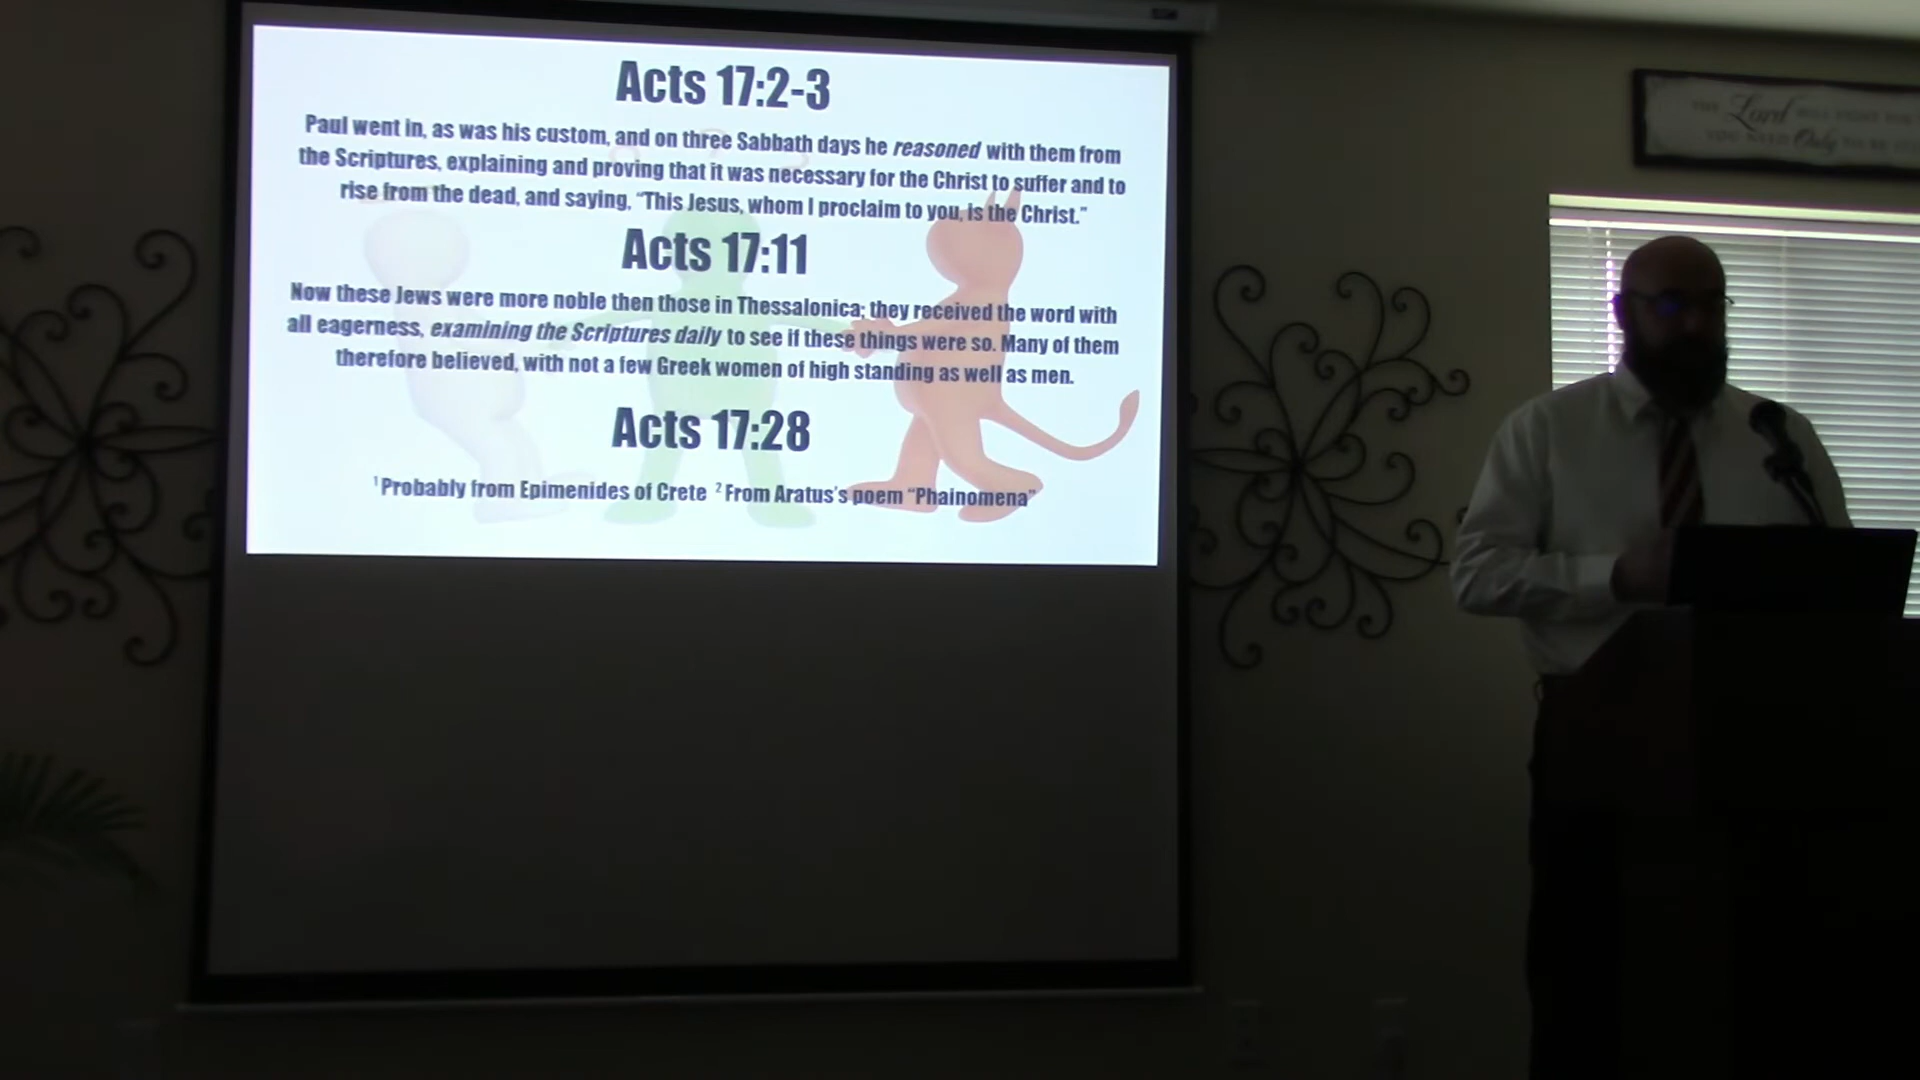 Acts 17:2-3
Paul went in, as was his custom, and on three Sabbath days he reasoned with them from
the Scriptures, explaining and proving that it was necessary for the Christ to suffer and to
rise from the dead, and saying, "This Jesus, whom I proclaim to you, is the Christ."
Acts 17:11
Now these Jews were more noble then those in Thessalonica; they received the word with
all eagerness, examining the Scriptures daily to see if these things were so. Many of them
therefore believed, with not a few Greek women of high standing as well as men.
Acts 17:28
¹Probably from Epimenides of Crete ²From Aratus's poem "Phainomena"
Lord
Only